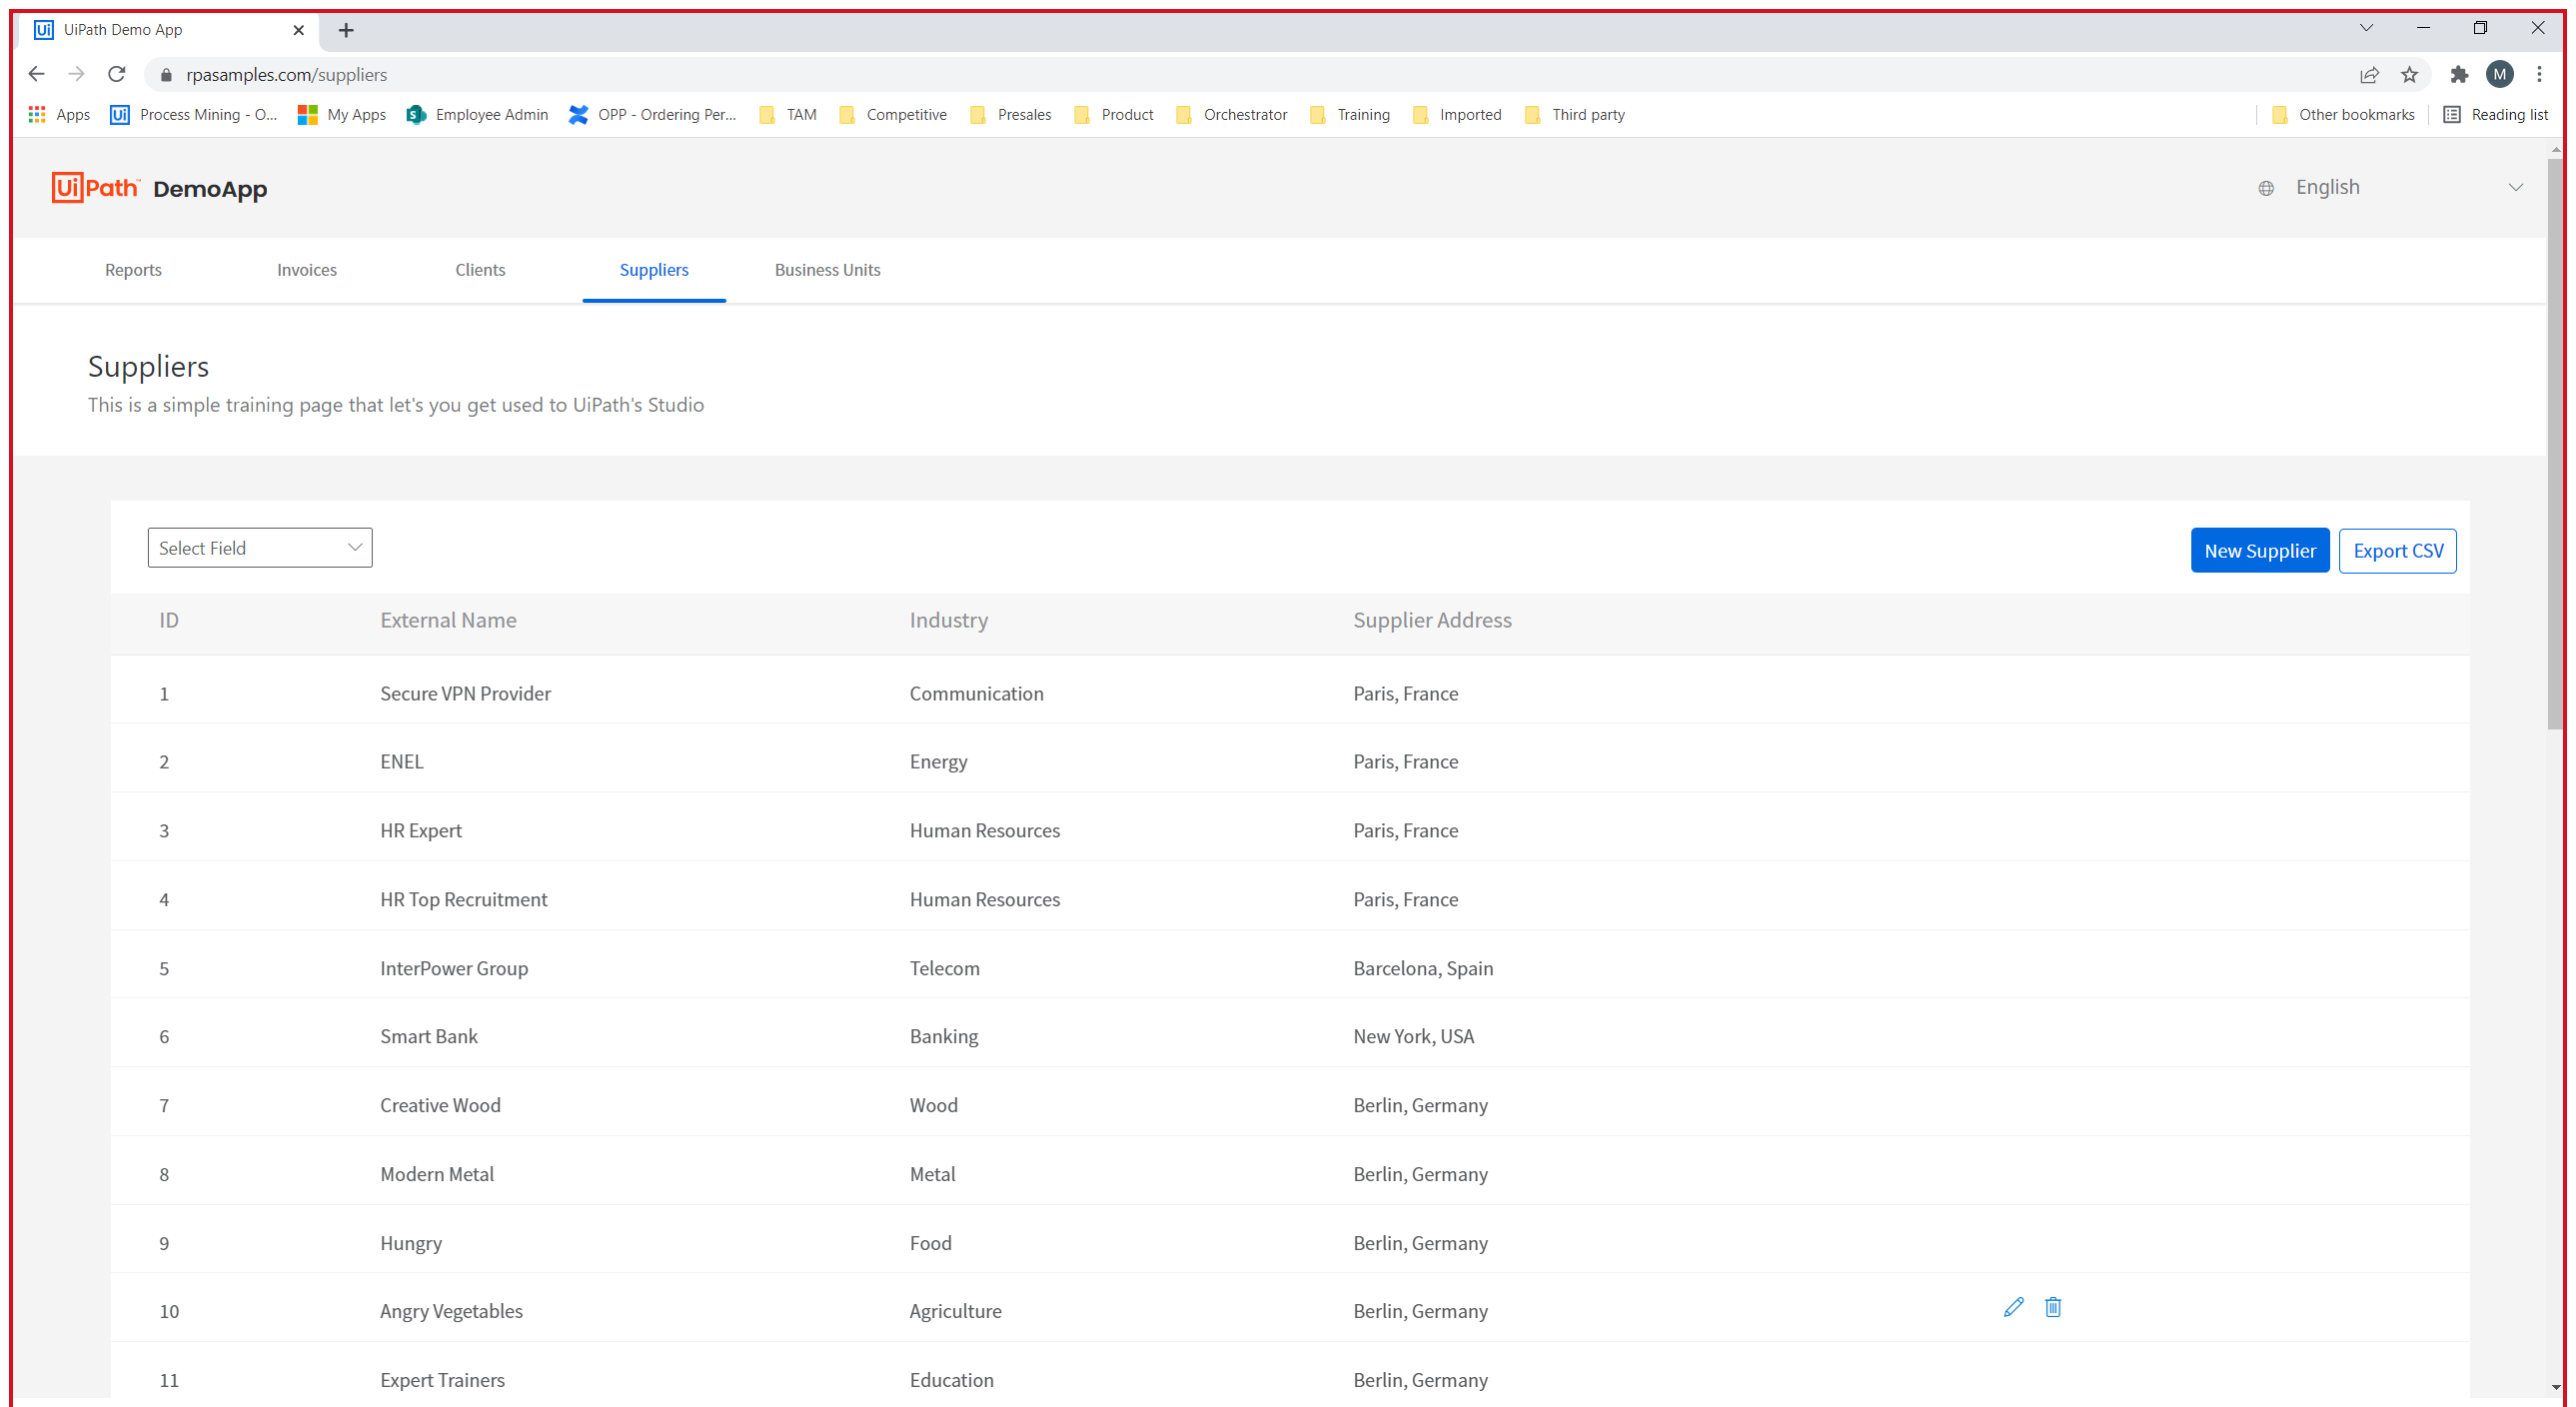 Ui UiPath Demo App
rpasamples.com/suppliers M
Apps Ui Process Mining - O... My Apps S Employee Admin OPP - Ordering Per... TAM Competitive Presales Product Orchestrator Training Imported Third party Other bookmarks Reading list
UiPath™ DemoApp English
Reports Invoices Clients Suppliers Business Units
Suppliers
This is a simple training page that let's you get used to UiPath's Studio
Select Field New Supplier Export CSV
ID External Name Industry Supplier Address
1 Secure VPN Provider Communication Paris, France
2 ENEL Energy Paris, France
3 HR Expert Human Resources Paris, France
4 HR Top Recruitment Human Resources Paris, France
5 InterPower Group Telecom Barcelona, Spain
6 Smart Bank Banking New York, USA
7 Creative Wood Wood Berlin, Germany
8 Modern Metal Metal Berlin, Germany
9 Hungry Food Berlin, Germany
10 Angry Vegetables Agriculture Berlin, Germany
11 Expert Trainers Education Berlin, Germany